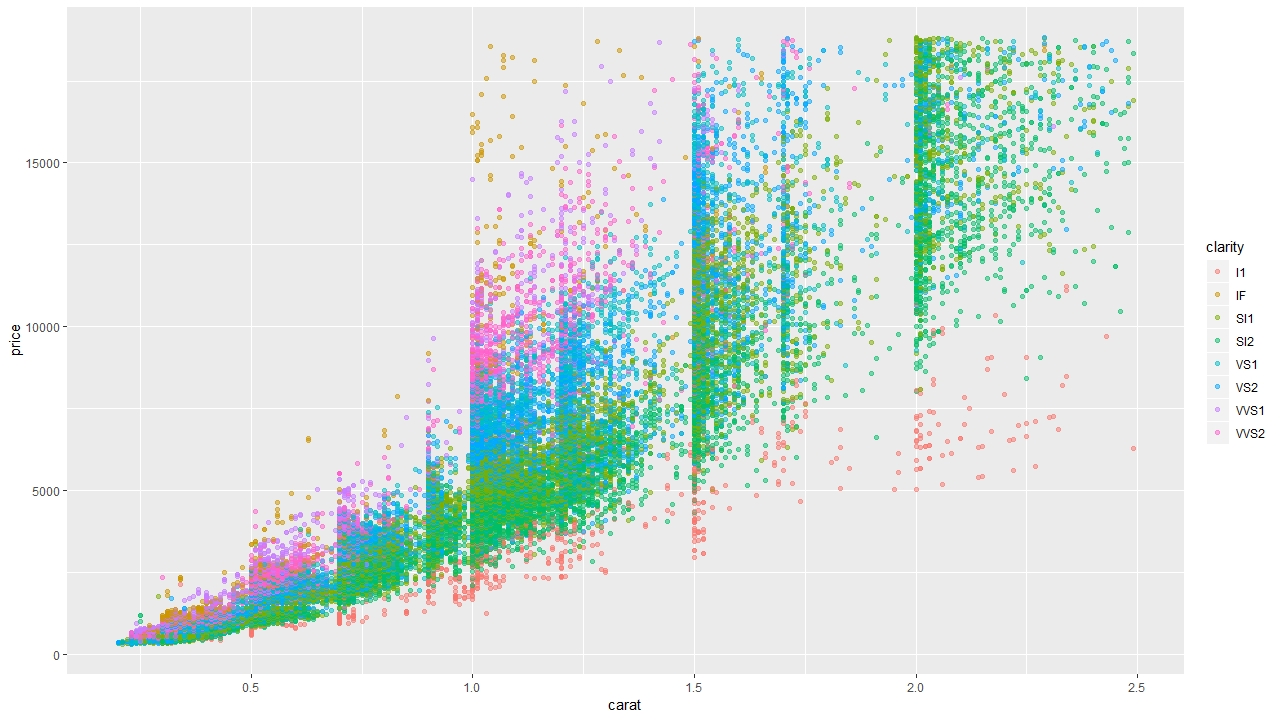 price
15000
10000
5000
0
0.5
1.0
1.5
2.0
2.5
carat
clarity
I1
IF
SI1
SI2
VS1
VS2
VVS1
VVS2